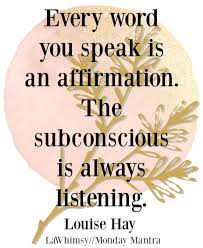 Every word
you speak is
an affirmation.
The
subconscious
is always
listening.
Louise Hay
LaWhimsy//Monday Mantra